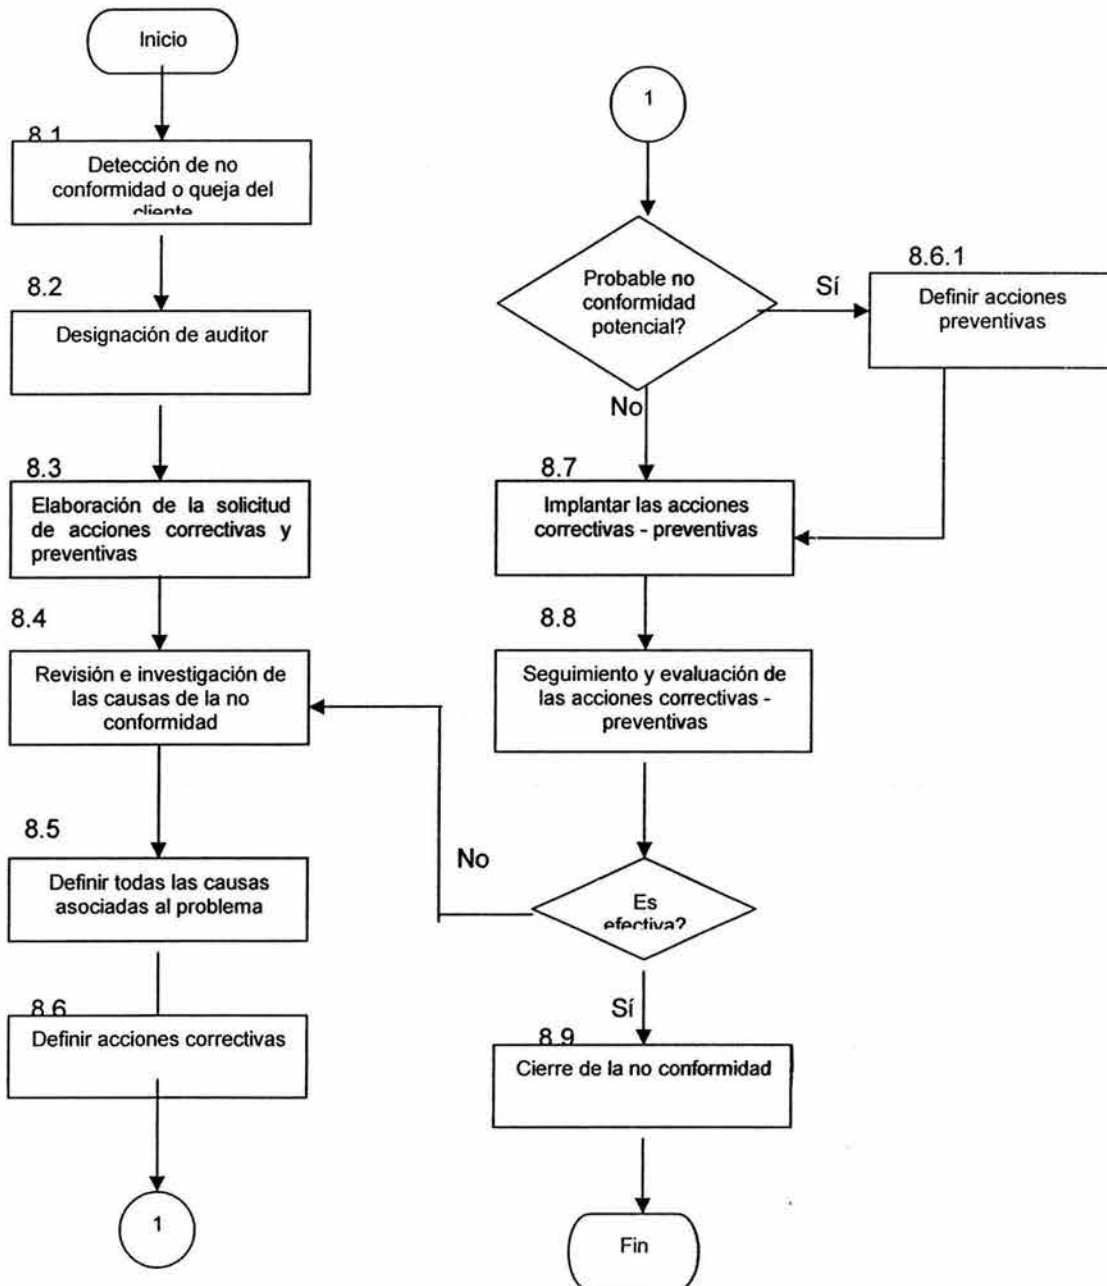 Inicio
8.1
Detección de no
conformidad o queja del
cliente
8.2
Designación de auditor
8.3
Elaboración de la solicitud
de acciones correctivas y
preventivas
8.4
Revisión e investigación de
las causas de la no
conformidad
8.5
Definir todas las causas
asociadas al problema
8.6
Definir acciones correctivas
1
1
Probable no
conformidad
potencial?
Sí
8.6.1
Definir acciones
preventivas
No
8.7
Implantar las acciones
correctivas - preventivas
8.8
Seguimiento y evaluación de
las acciones correctivas -
preventivas
No
Es
efectiva?
Sí
8.9
Cierre de la no conformidad
Fin